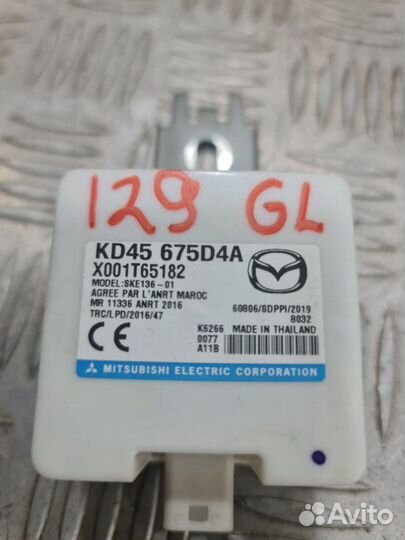 129 GL
KD45 675D4A
X001T65182
MODEL:SKE136-01
AGREE PAR L'ANRT MAROC
MR 11336 ANRT 2016
TRC/LPD/2016/47
60806/SDPPI/2019
8032
K6266 MADE IN THAILAND
0077
A11B
CE
MITSUBISHI ELECTRIC CORPORATION
Avito